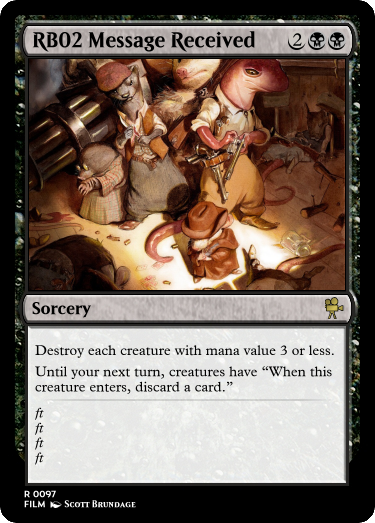 RB02 Message Received 2
Sorcery
Destroy each creature with mana value 3 or less.
Until your next turn, creatures have “When this
creature enters, discard a card.”
ft
ft
ft
ft
R 0097
FILM Scott Brundage